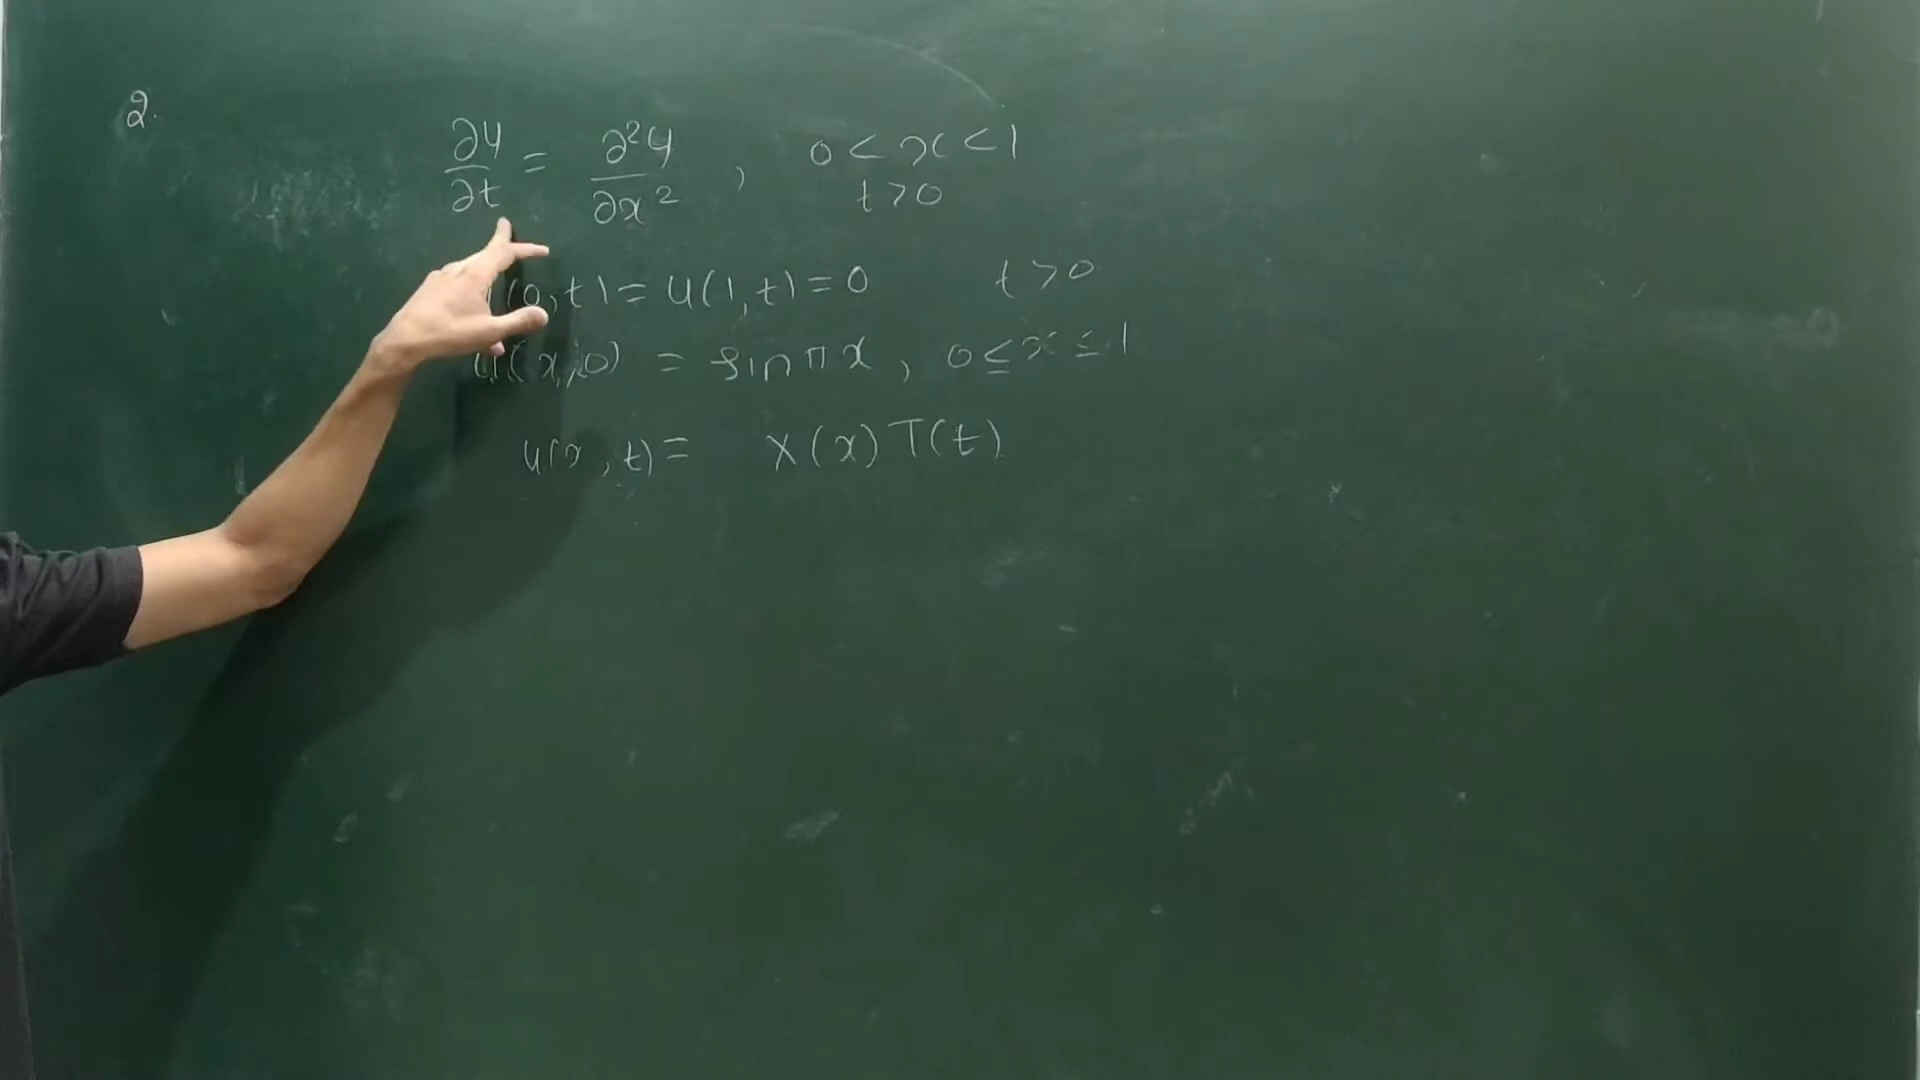 2.
∂u/∂t = ∂²u/∂x² , 0 < x < 1
t > 0
(0,t) = u(1,t) = 0 t > 0
u(x,0) = sin πx , 0 ≤ x ≤ 1
u(x,t) = X(x) T(t)